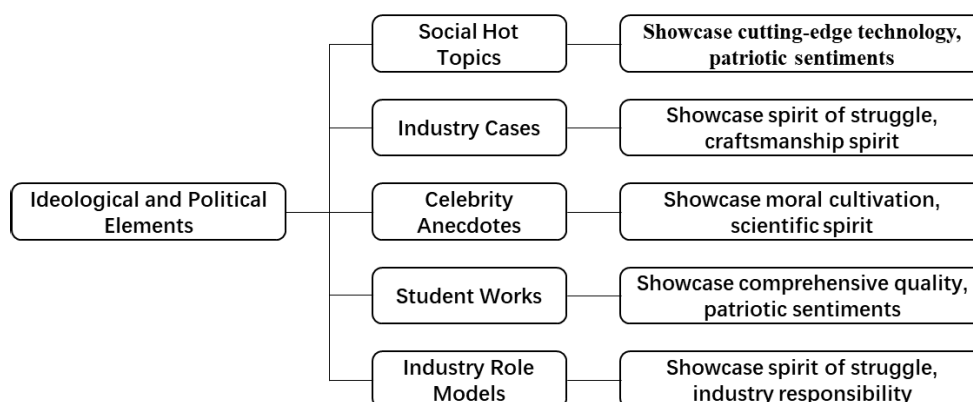 Social Hot
Topics
Showcase cutting-edge technology,
patriotic sentiments
Industry Cases
Showcase spirit of struggle,
craftsmanship spirit
Ideological and Political
Elements
Celebrity
Anecdotes
Showcase moral cultivation,
scientific spirit
Student Works
Showcase comprehensive quality,
patriotic sentiments
Industry Role
Models
Showcase spirit of struggle,
industry responsibility